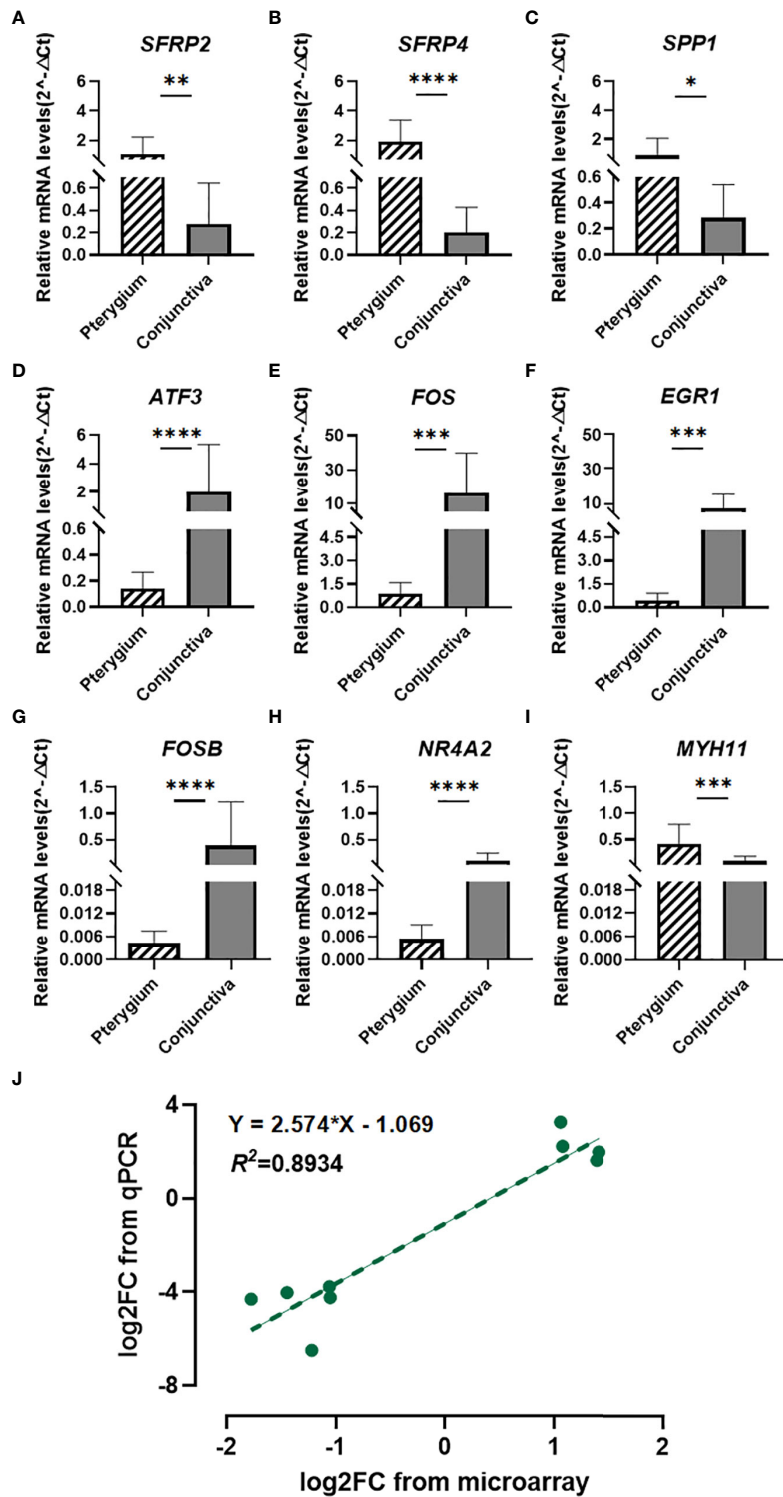 A
SFRP2
**
Relative mRNA levels(2^-ΔCt)
6
4
2
0.6
0.4
0.2
0.0
Pterygium
Conjunctiva
B
SFRP4
****
Relative mRNA levels(2^-ΔCt)
6
4
2
0.6
0.4
0.2
0.0
Pterygium
Conjunctiva
C
SPP1
*
Relative mRNA levels(2^-ΔCt)
6
4
2
0.6
0.4
0.2
0.0
Pterygium
Conjunctiva
D
ATF3
****
Relative mRNA levels(2^-ΔCt)
6
4
2
0.6
0.4
0.2
0.0
Pterygium
Conjunctiva
E
FOS
***
Relative mRNA levels(2^-ΔCt)
50
30
10
4.5
3.0
1.5
0.0
Pterygium
Conjunctiva
F
EGR1
***
Relative mRNA levels(2^-ΔCt)
50
30
10
4.5
3.0
1.5
0.0
Pterygium
Conjunctiva
G
FOSB
****
Relative mRNA levels(2^-ΔCt)
1.5
1.0
0.5
0.018
0.012
0.006
0.000
Pterygium
Conjunctiva
H
NR4A2
****
Relative mRNA levels(2^-ΔCt)
1.5
1.0
0.5
0.018
0.012
0.006
0.000
Pterygium
Conjunctiva
I
MYH11
***
Relative mRNA levels(2^-ΔCt)
1.5
1.0
0.5
0.018
0.012
0.006
0.000
Pterygium
Conjunctiva
J
Y = 2.574*X - 1.069
R²=0.8934
log2FC from qPCR
4
0
-4
-8
-2
-1
0
1
2
log2FC from microarray